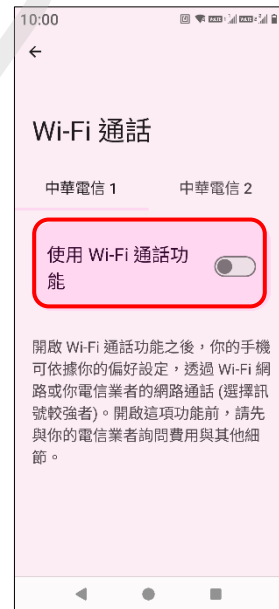 10:00
Wi-Fi 通話
中華電信 1 中華電信 2
使用 Wi-Fi 通話功
能
開啟 Wi-Fi 通話功能之後，你的手機
可依據你的偏好設定，透過 Wi-Fi 網
路或你電信業者的網路通話 (選擇訊
號較強者)。開啟這項功能前，請先
與你的電信業者詢問費用與其他細
節。